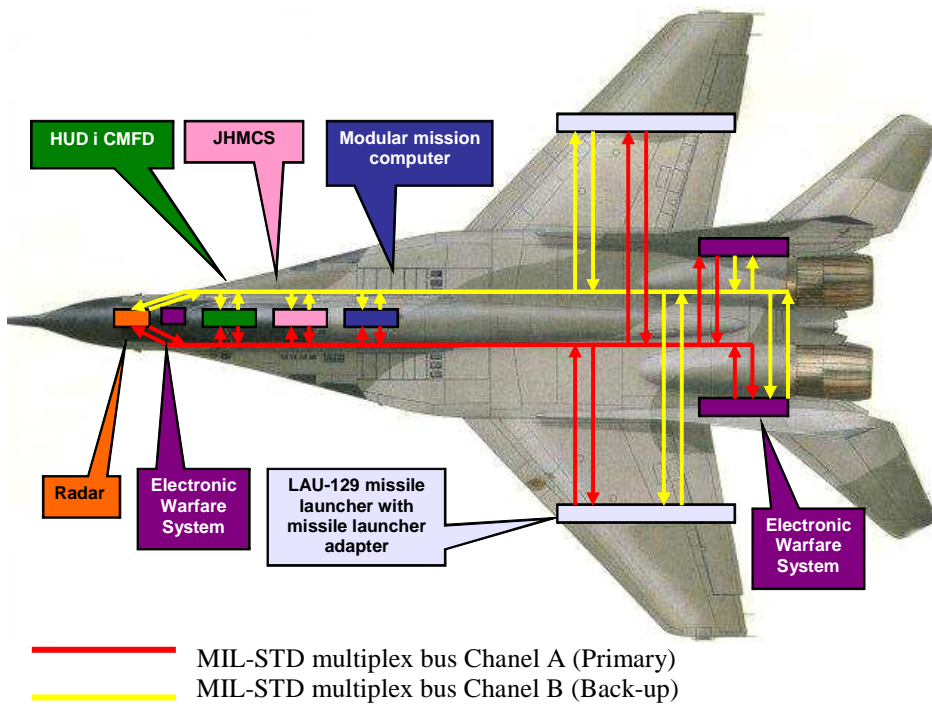 HUD i CMFD
JHMCS
Modular mission
computer
Radar
Electronic
Warfare
System
LAU-129 missile
launcher with
missile launcher
adapter
Electronic
Warfare
System
MIL-STD multiplex bus Chanel A (Primary)
MIL-STD multiplex bus Chanel B (Back-up)